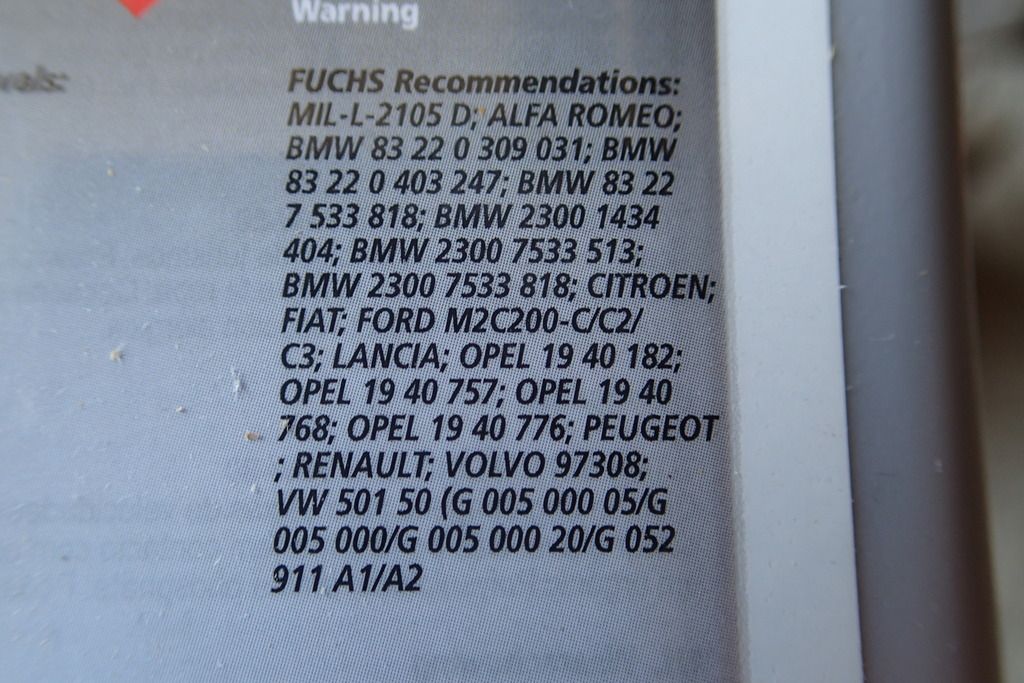 Warning
FUCHS Recommendations:
MIL-L-2105 D; ALFA ROMEO;
BMW 83 22 0 309 031; BMW
83 22 0 403 247; BMW 83 22
7 533 818; BMW 2300 1434
404; BMW 2300 7533 513;
BMW 2300 7533 818; CITROEN;
FIAT; FORD M2C200-C/C2/
C3; LANCIA; OPEL 19 40 182;
OPEL 19 40 757; OPEL 19 40
768; OPEL 19 40 776; PEUGEOT
; RENAULT; VOLVO 97308;
VW 501 50 (G 005 000 05/G
005 000/G 005 000 20/G 052
911 A1/A2